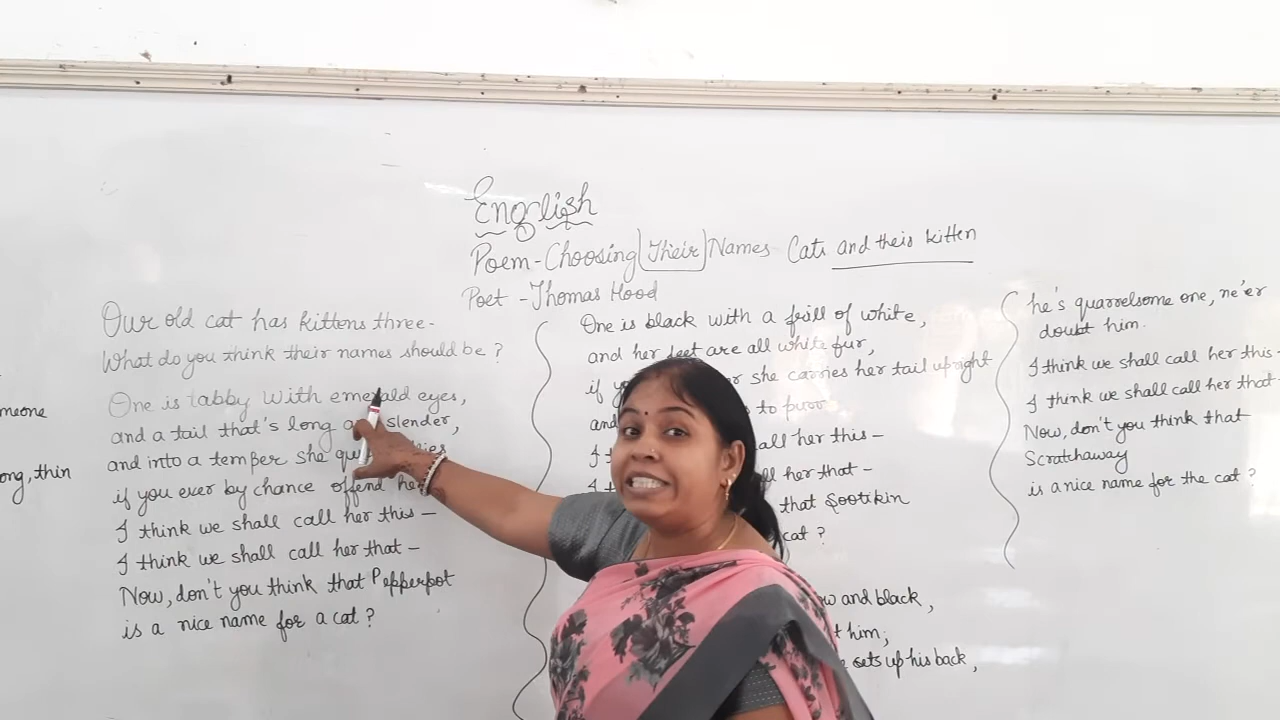 English
Poem-Choosing (Their) Names Cats and their kitten
Poet - Thomas Hood
Our old cat has kittens three-
What do you think their names should be?
One is tabby with emerald eyes,
and a tail that's long slender,
and into a temper she
if you ever by chance offend her
I think we shall call her this -
I think we shall call her that -
Now, don't you think that Pepperpot
is a nice name for a cat?
One is black with a frill of white,
and her feet are all white fur,
if you she carries her tail upright
and to purr
I all her this -
I ll her that -
that Sootikin
cat?
ow and black,
t him;
e sets up his back,
he's quarrelsome one, ne'er
doubt him.
I think we shall call her this-
I think we shall call her that-
Now, don't you think that
Scratchaway
is a nice name for the cat?
meone
ong, thin